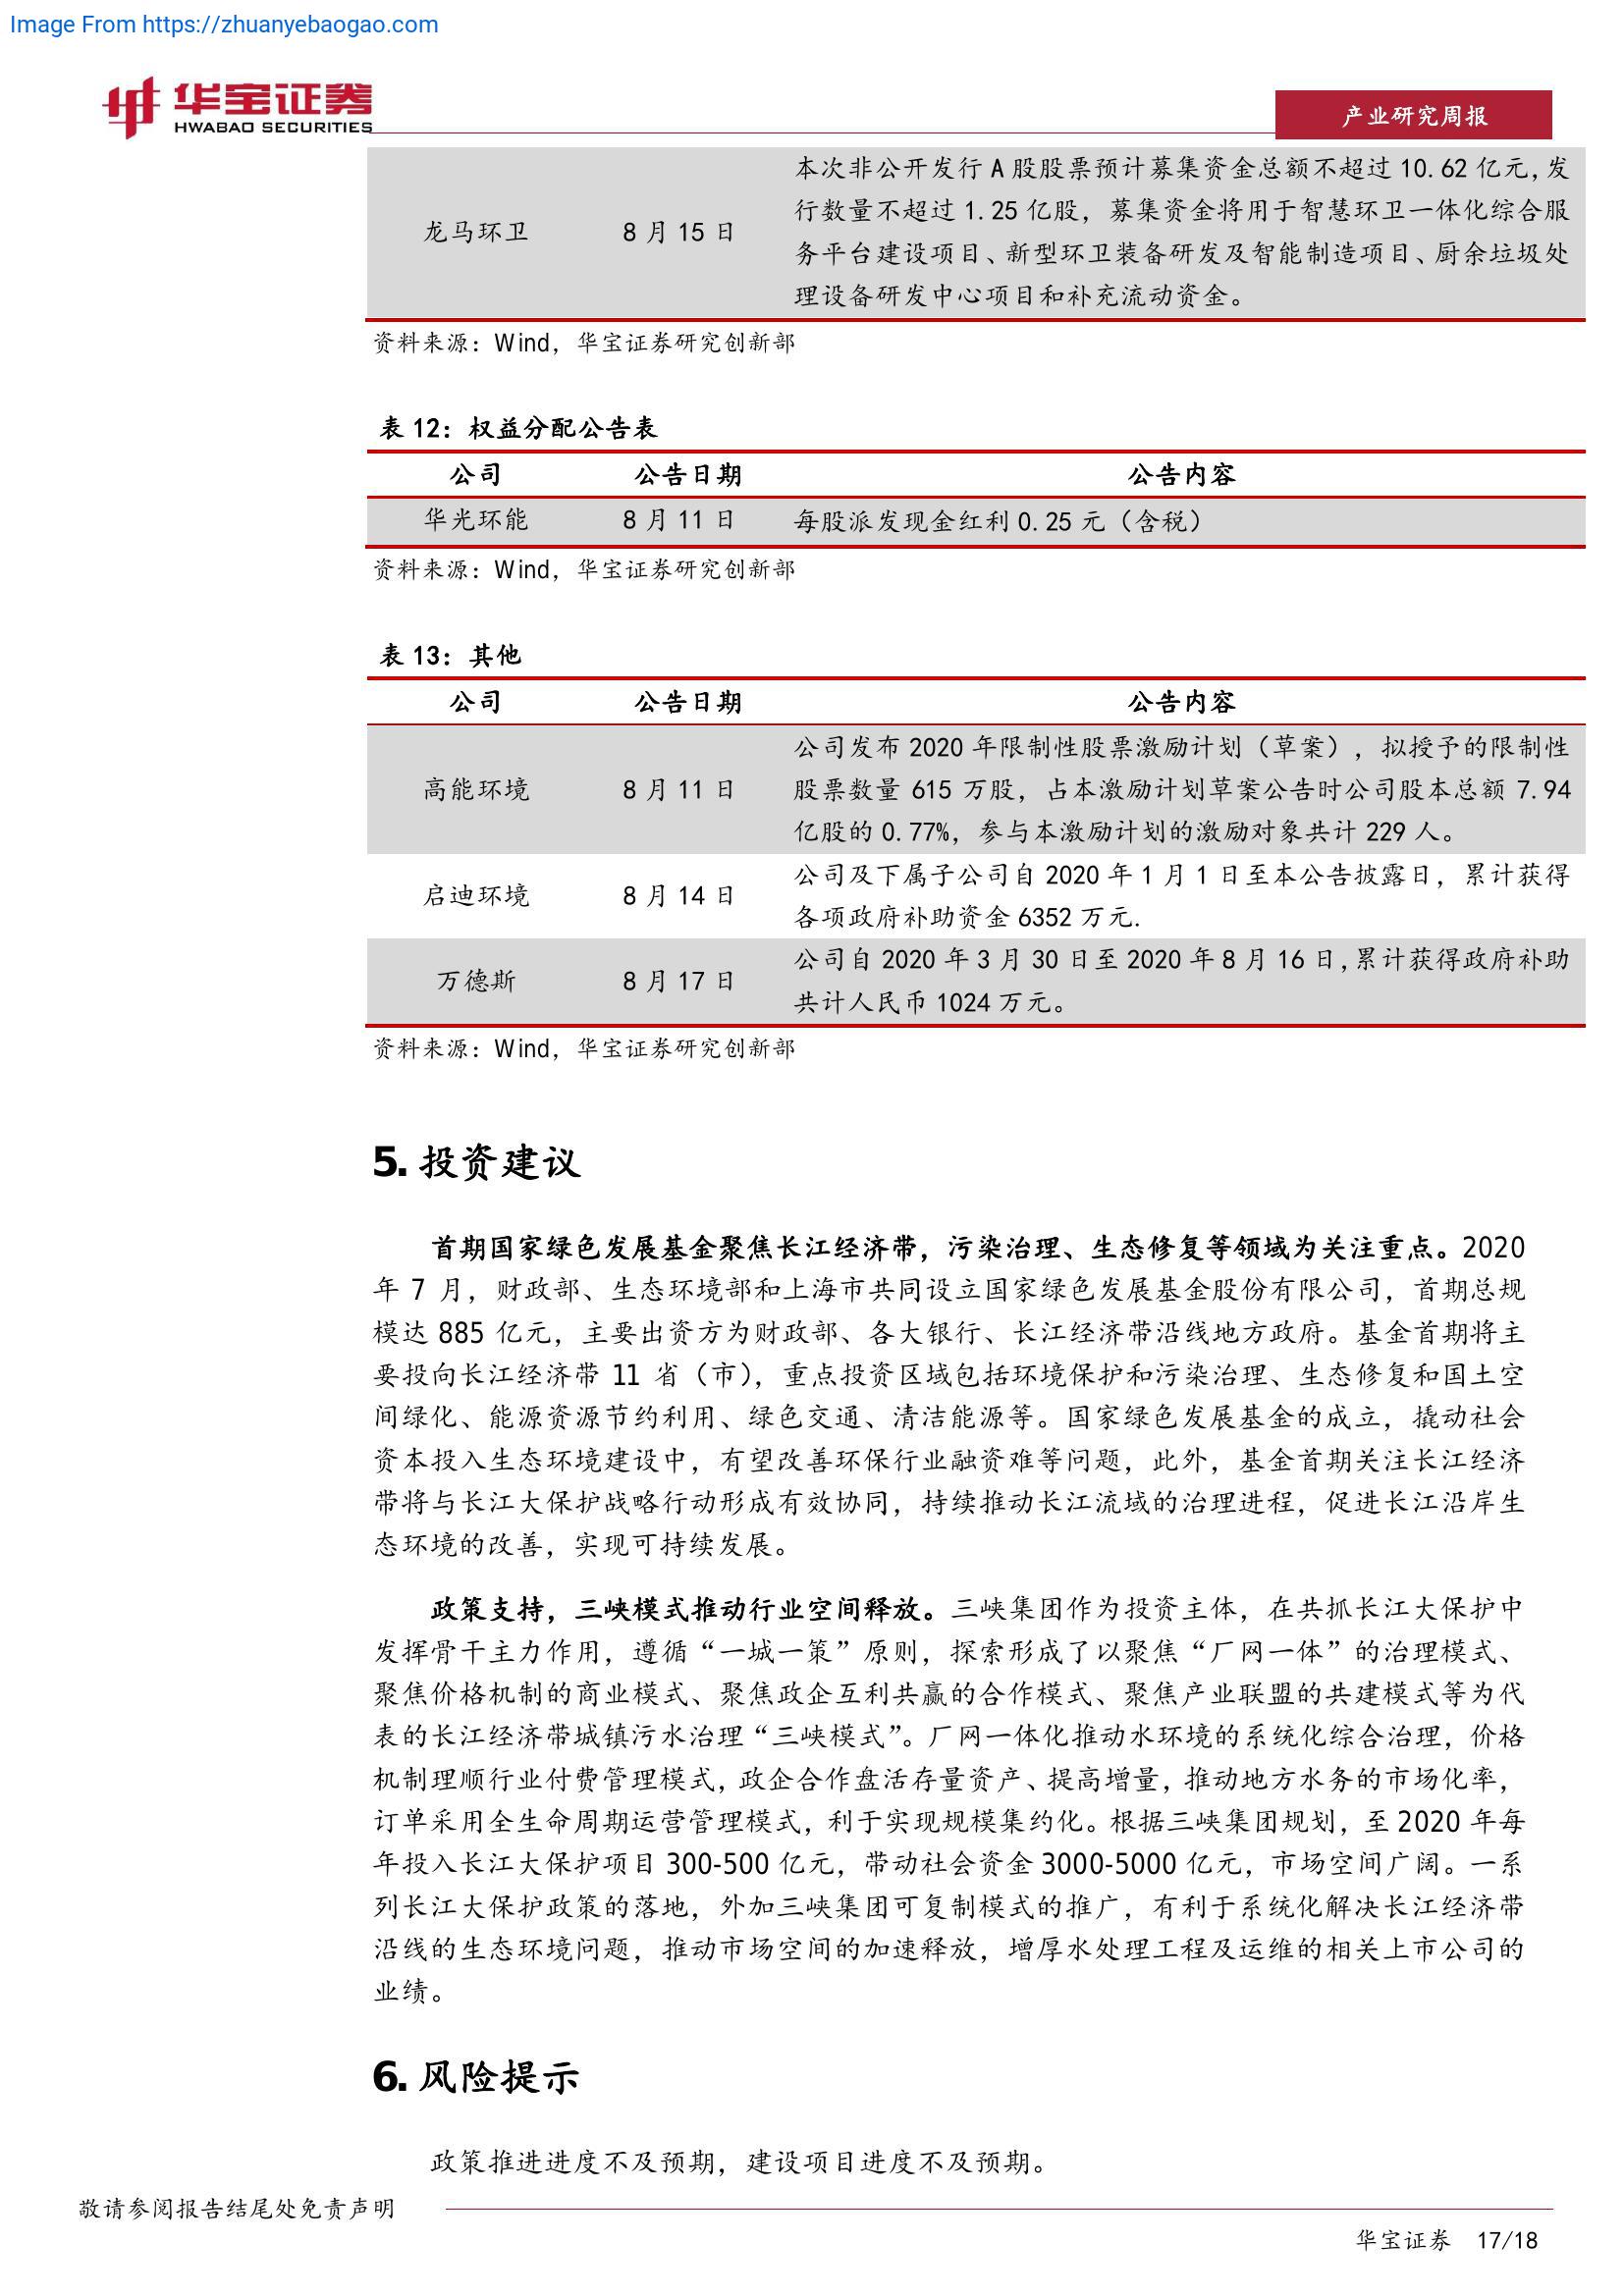 Image From https://zhuanyebaogao.com
华宝证券
HWABAO SECURITIES
产业研究周报
龙马环卫 8 月 15 日 本次非公开发行 A 股股票预计募集资金总额不超过 10.62 亿元,发
行数量不超过 1.25 亿股，募集资金将用于智慧环卫一体化综合服
务平台建设项目、新型环卫装备研发及智能制造项目、厨余垃圾处
理设备研发中心项目和补充流动资金。
资料来源：Wind，华宝证券研究创新部
表 12：权益分配公告表
公司 公告日期 公告内容
华光环能 8 月 11 日 每股派发现金红利 0.25 元（含税）
资料来源：Wind，华宝证券研究创新部
表 13：其他
公司 公告日期 公告内容
高能环境 8 月 11 日 公司发布 2020 年限制性股票激励计划（草案），拟授予的限制性
股票数量 615 万股，占本激励计划草案公告时公司股本总额 7.94
亿股的 0.77%，参与本激励计划的激励对象共计 229 人。
启迪环境 8 月 14 日 公司及下属子公司自 2020 年 1 月 1 日至本公告披露日，累计获得
各项政府补助资金 6352 万元.
万德斯 8 月 17 日 公司自 2020 年 3 月 30 日至 2020 年 8 月 16 日,累计获得政府补助
共计人民币 1024 万元。
资料来源：Wind，华宝证券研究创新部
5. 投资建议
首期国家绿色发展基金聚焦长江经济带，污染治理、生态修复等领域为关注重点。2020
年 7 月，财政部、生态环境部和上海市共同设立国家绿色发展基金股份有限公司，首期总规
模达 885 亿元，主要出资方为财政部、各大银行、长江经济带沿线地方政府。基金首期将主
要投向长江经济带 11 省（市），重点投资区域包括环境保护和污染治理、生态修复和国土空
间绿化、能源资源节约利用、绿色交通、清洁能源等。国家绿色发展基金的成立，撬动社会
资本投入生态环境建设中，有望改善环保行业融资难等问题，此外，基金首期关注长江经济
带将与长江大保护战略行动形成有效协同，持续推动长江流域的治理进程，促进长江沿岸生
态环境的改善，实现可持续发展。
政策支持，三峡模式推动行业空间释放。三峡集团作为投资主体，在共抓长江大保护中
发挥骨干主力作用，遵循“一城一策”原则，探索形成了以聚焦“厂网一体”的治理模式、
聚焦价格机制的商业模式、聚焦政企互利共赢的合作模式、聚焦产业联盟的共建模式等为代
表的长江经济带城镇污水治理“三峡模式”。厂网一体化推动水环境的系统化综合治理，价格
机制理顺行业付费管理模式，政企合作盘活存量资产、提高增量，推动地方水务的市场化率，
订单采用全生命周期运营管理模式，利于实现规模集约化。根据三峡集团规划，至 2020 年每
年投入长江大保护项目 300-500 亿元，带动社会资金 3000-5000 亿元，市场空间广阔。一系
列长江大保护政策的落地，外加三峡集团可复制模式的推广，有利于系统化解决长江经济带
沿线的生态环境问题，推动市场空间的加速释放，增厚水处理工程及运维的相关上市公司的
业绩。
6. 风险提示
政策推进进度不及预期，建设项目进度不及预期。
敬请参阅报告结尾处免责声明
华宝证券 17/18